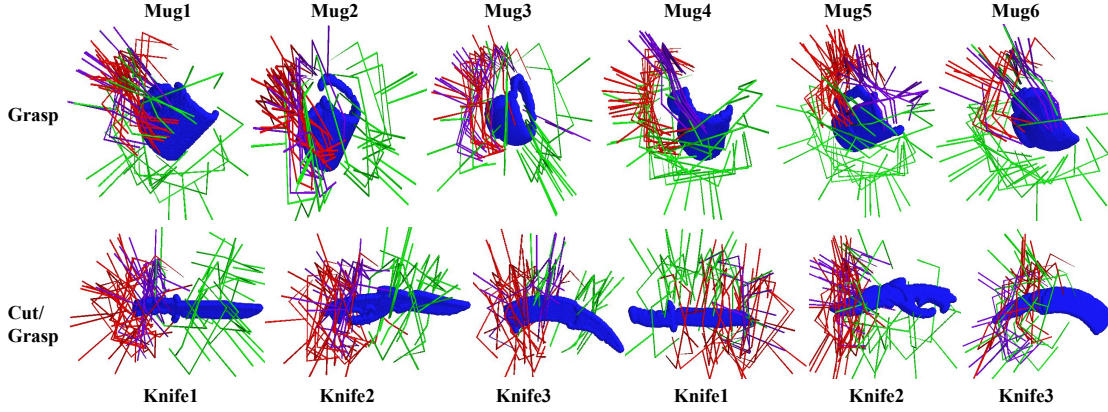 Mug1 Mug2 Mug3 Mug4 Mug5 Mug6
Grasp
Cut/
Grasp
Knife1 Knife2 Knife3 Knife1 Knife2 Knife3